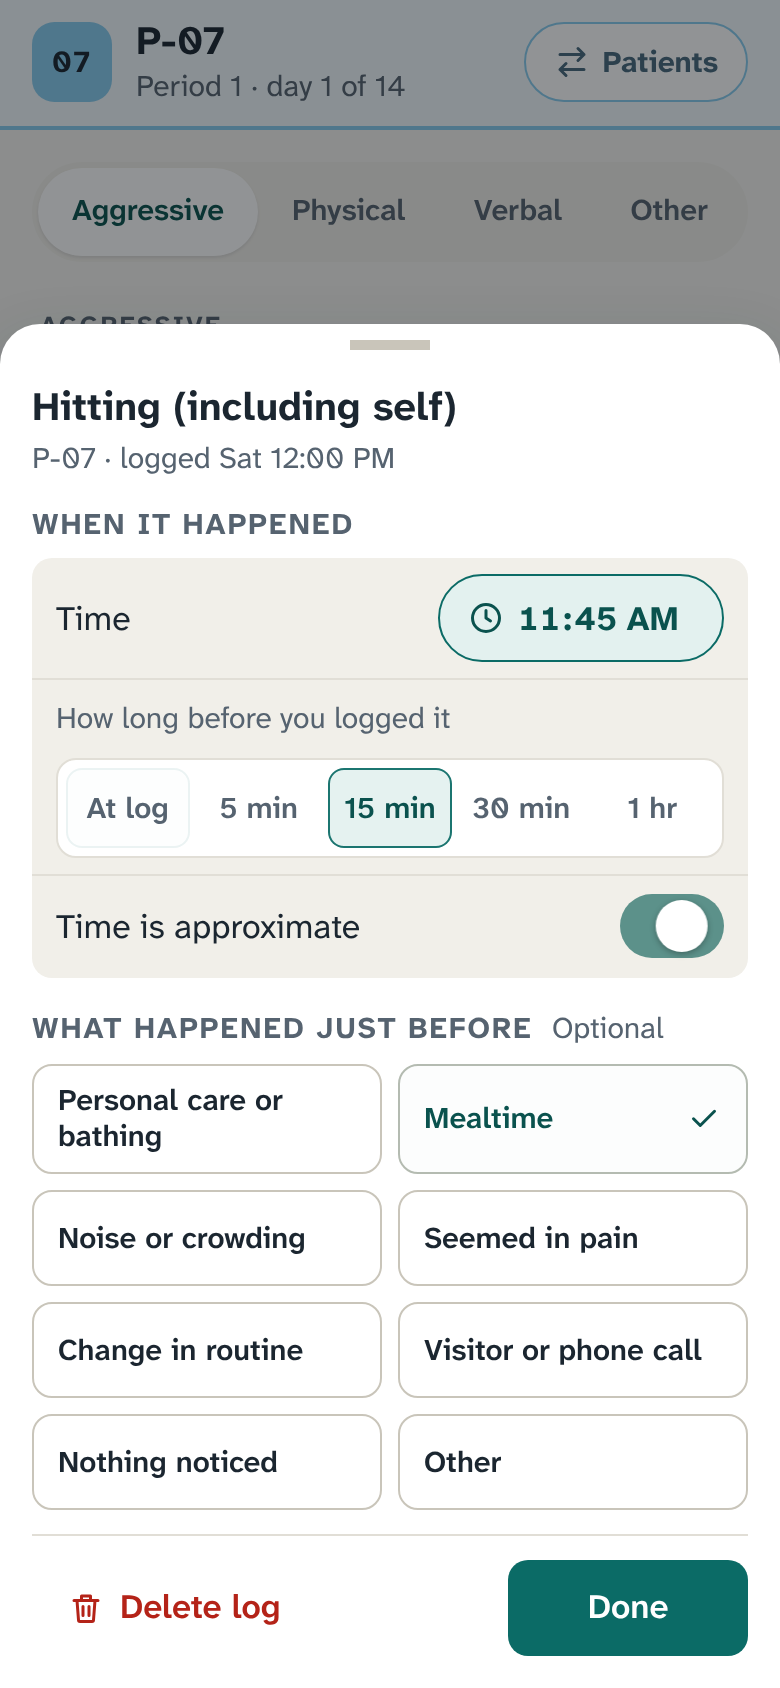 07
P-07
Period 1 · day 1 of 14
Patients
Aggressive
Physical
Verbal
Other
AGGRESSIVE
Hitting (including self)
P-07 · logged Sat 12:00 PM
WHEN IT HAPPENED
Time
11:45 AM
How long before you logged it
At log
5 min
15 min
30 min
1 hr
Time is approximate
WHAT HAPPENED JUST BEFORE Optional
Personal care or
bathing
Mealtime
Noise or crowding
Seemed in pain
Change in routine
Visitor or phone call
Nothing noticed
Other
Delete log
Done